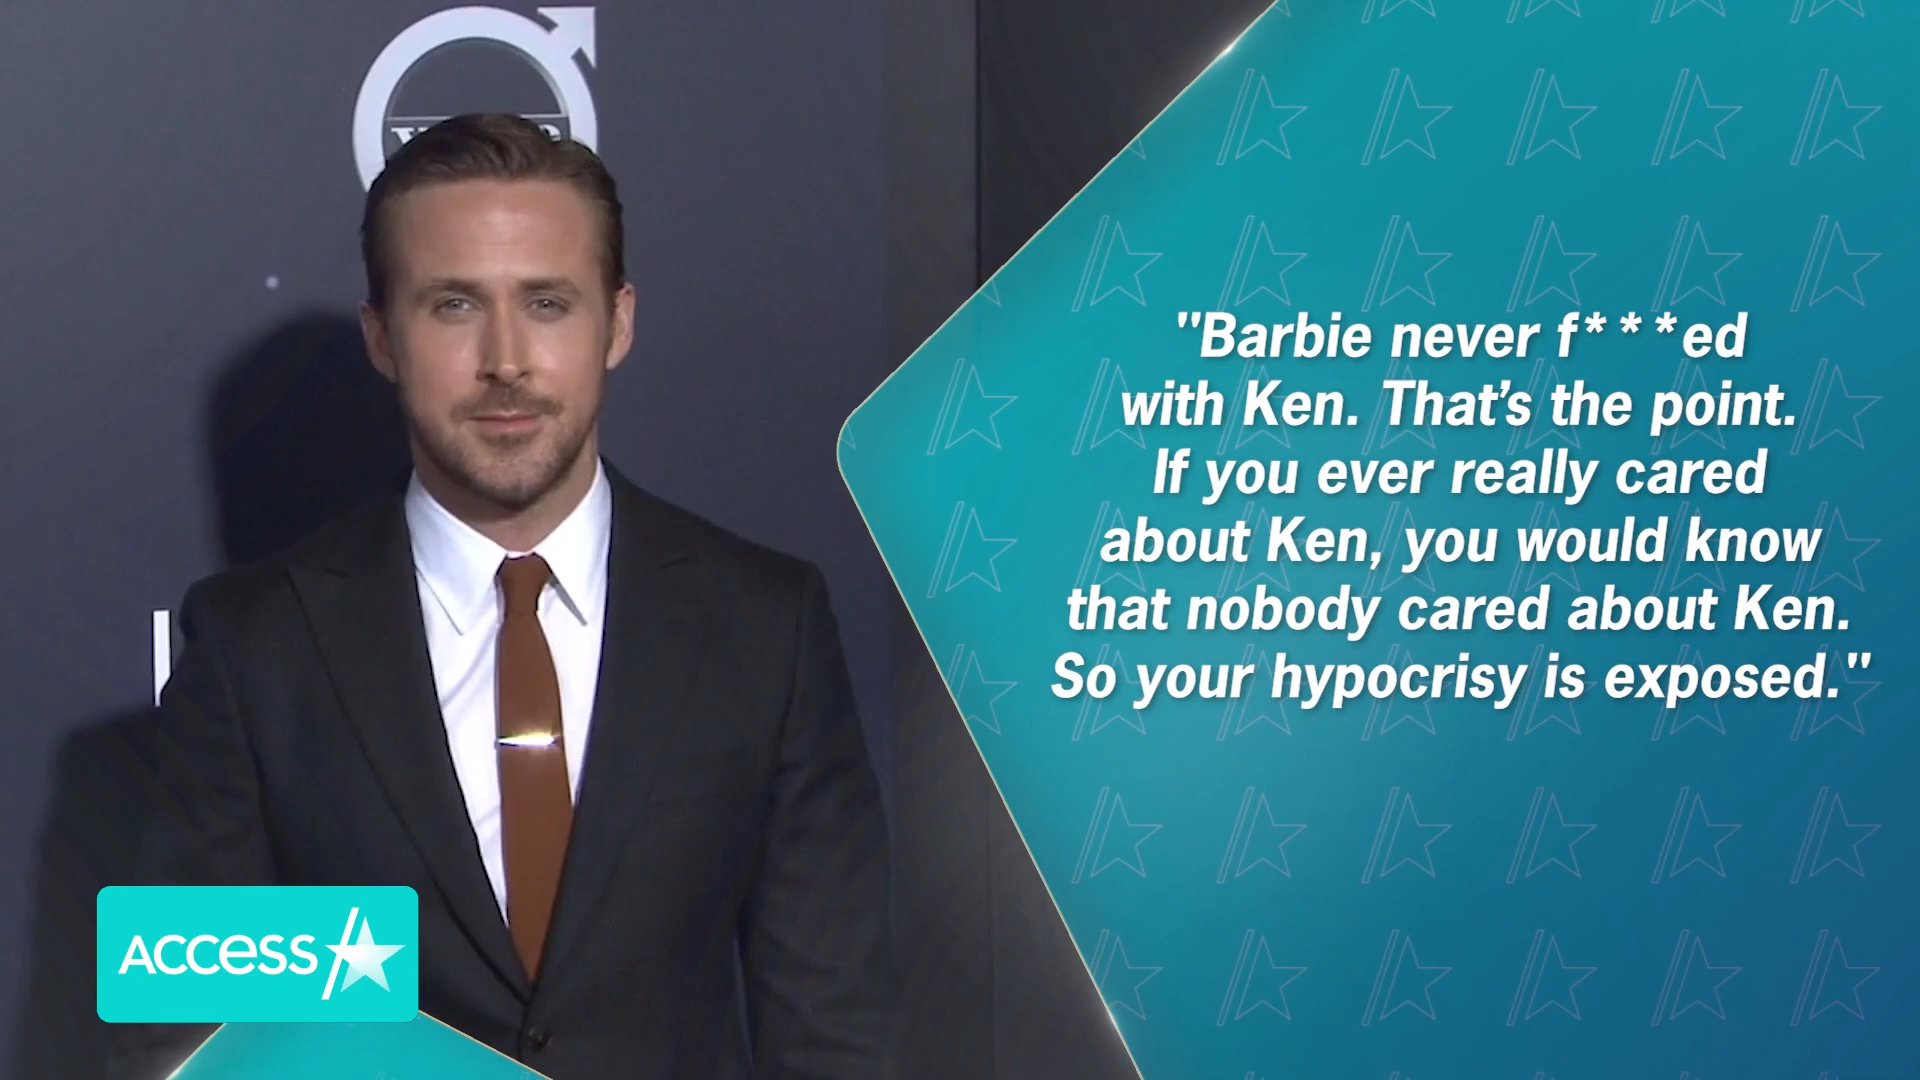 "Barbie never f***ed
with Ken. That's the point.
If you ever really cared
about Ken, you would know
that nobody cared about Ken.
So your hypocrisy is exposed."
ACCESS